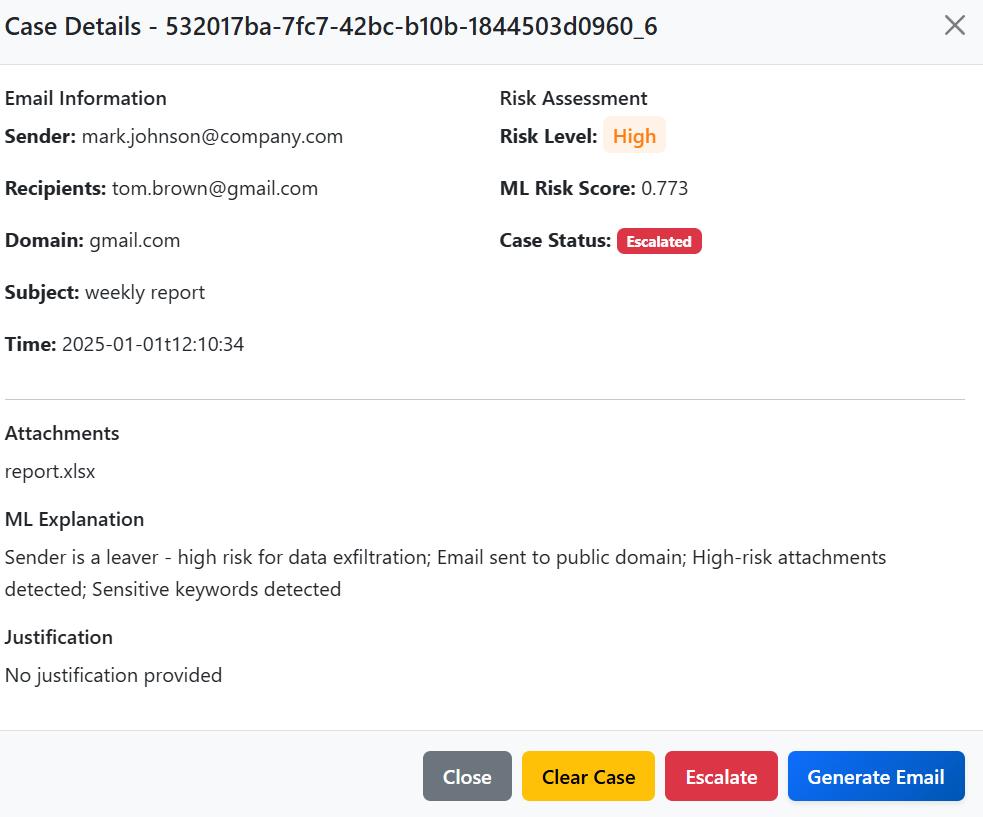 Case Details - 532017ba-7fc7-42bc-b10b-1844503d0960_6
Email Information
Sender: mark.johnson@company.com
Recipients: tom.brown@gmail.com
Domain: gmail.com
Subject: weekly report
Time: 2025-01-01t12:10:34
Risk Assessment
Risk Level: High
ML Risk Score: 0.773
Case Status: Escalated
Attachments
report.xlsx
ML Explanation
Sender is a leaver - high risk for data exfiltration; Email sent to public domain; High-risk attachments
detected; Sensitive keywords detected
Justification
No justification provided
Close
Clear Case
Escalate
Generate Email